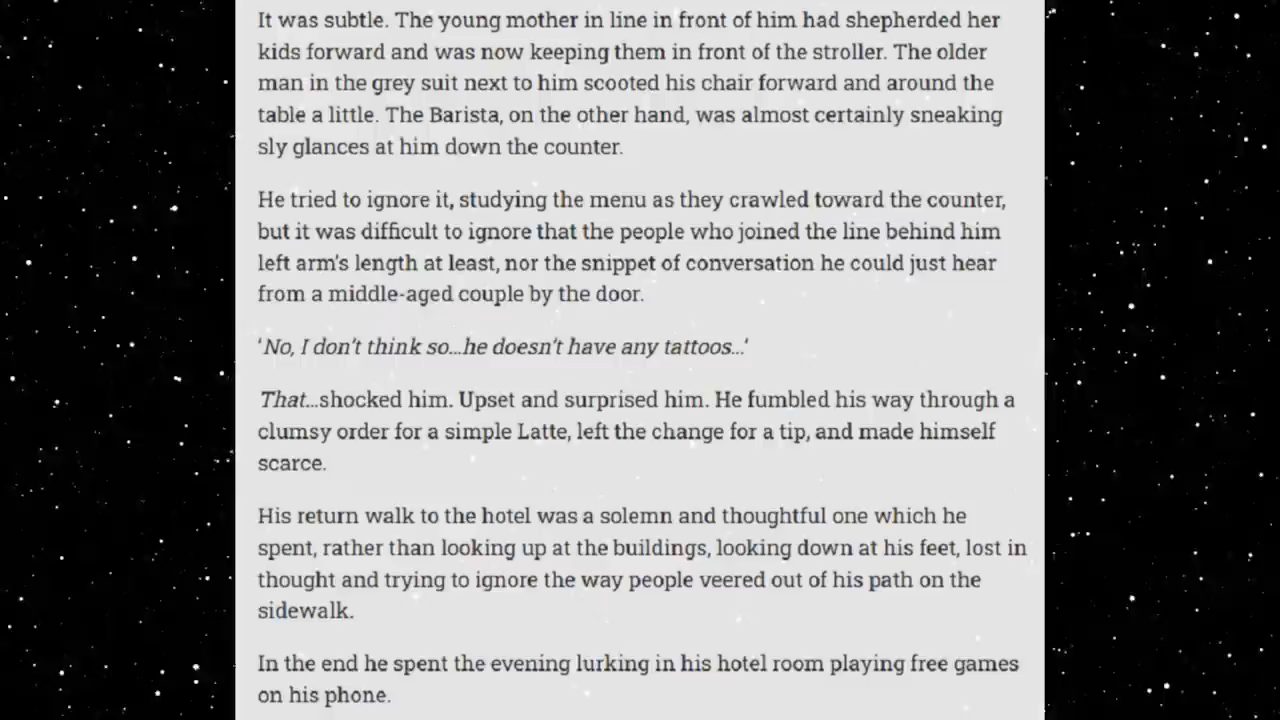 It was subtle. The young mother in line in front of him had shepherded her
kids forward and was now keeping them in front of the stroller. The older
man in the grey suit next to him scooted his chair forward and around the
table a little. The Barista, on the other hand, was almost certainly sneaking
sly glances at him down the counter.
He tried to ignore it, studying the menu as they crawled toward the counter,
but it was difficult to ignore that the people who joined the line behind him
left arm's length at least, nor the snippet of conversation he could just hear
from a middle-aged couple by the door.
'No, I don't think so...he doesn't have any tattoos...'
That...shocked him. Upset and surprised him. He fumbled his way through a
clumsy order for a simple Latte, left the change for a tip, and made himself
scarce.
His return walk to the hotel was a solemn and thoughtful one which he
spent, rather than looking up at the buildings, looking down at his feet, lost in
thought and trying to ignore the way people veered out of his path on the
sidewalk.
In the end he spent the evening lurking in his hotel room playing free games
on his phone.